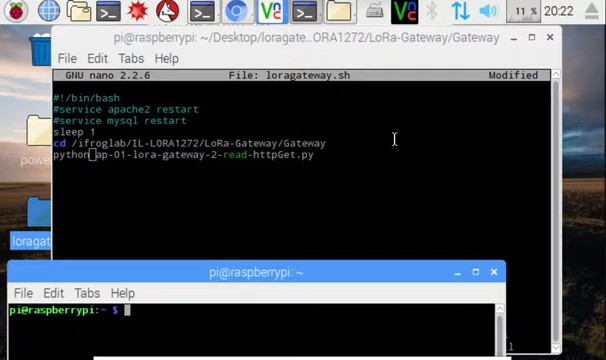 11 %
20:22
pi@raspberrypi: ~/Desktop/loragate...ORA1272/LoRa-Gateway/Gateway
File Edit Tabs Help
GNU nano 2.2.6 File: loragateway.sh Modified
#!/bin/bash
#service apache2 restart
#service mysql restart
sleep 1
cd /ifroglab/IL-LORA1272/LoRa-Gateway/Gateway
python ap-01-lora-gateway-2-read-httpGet.py
pi@raspberrypi: ~
File Edit Tabs Help
pi@raspberrypi:~ $